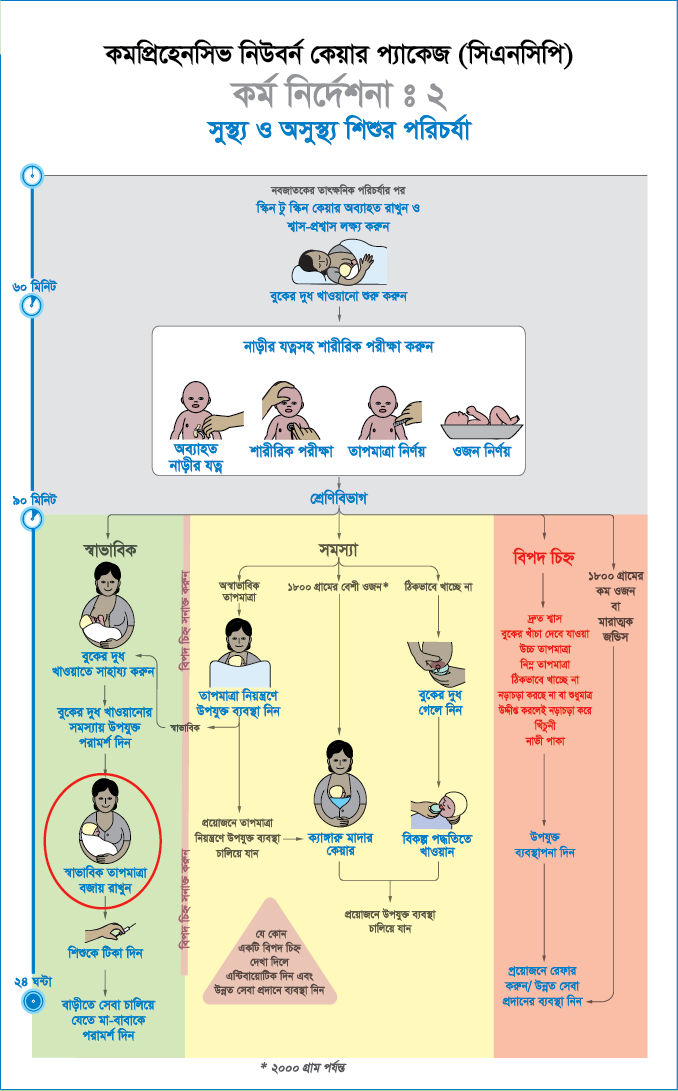 কমপ্রিহেনসিভ নিউবর্ন কেয়ার প্যাকেজ (সিএনসিপি)
কর্ম নির্দেশনা ঃ ২
সুস্থ্য ও অসুস্থ্য শিশুর পরিচর্যা
নবজাতকের তাৎক্ষনিক পরিচর্যার পর
স্কিন টু স্কিন কেয়ার অব্যাহত রাখুন ও
শ্বাস-প্রশ্বাস লক্ষ্য করুন
৬০ মিনিট
বুকের দুধ খাওয়ানো শুরু করুন
নাড়ীর যত্নসহ শারীরিক পরীক্ষা করুন
অব্যাহত
নাড়ীর যত্ন
শারীরিক পরীক্ষা
তাপমাত্রা নির্ণয়
ওজন নির্ণয়
৯০ মিনিট
শ্রেণিবিভাগ
স্বাভাবিক
বুকের দুধ
খাওয়াতে সাহায্য করুন
বুকের দুধ খাওয়ানোর
সমস্যায় উপযুক্ত
পরামর্শ দিন
স্বাভাবিক তাপমাত্রা
বজায় রাখুন
শিশুকে টিকা দিন
২৪ ঘন্টা
বাড়ীতে সেবা চালিয়ে
যেতে মা-বাবাকে
পরামর্শ দিন
বিপদ চিহ্ন সনাক্ত করুন
বিপদ চিহ্ন সনাক্ত করুন
সমস্যা
অস্বাভাবিক
তাপমাত্রা
তাপমাত্রা নিয়ন্ত্রণে
উপযুক্ত ব্যবস্থা নিন
স্বাভাবিক
প্রয়োজনে তাপমাত্রা
নিয়ন্ত্রণে উপযুক্ত ব্যবস্থা
চালিয়ে যান
১৮০০ গ্রামের বেশী ওজন*
ক্যাঙ্গারু মাদার
কেয়ার
ঠিকভাবে খাচ্ছে না
বুকের দুধ
গেলে নিন
বিকল্প পদ্ধতিতে
খাওয়ান
প্রয়োজনে উপযুক্ত ব্যবস্থা
চালিয়ে যান
যে কোন
একটি বিপদ চিহ্ন
দেখা দিলে
এন্টিবায়োটিক দিন এবং
উন্নত সেবা প্রদানে ব্যবস্থা নিন
বিপদ চিহ্ন
দ্রুত শ্বাস
বুকের খাঁচা দেবে যাওয়া
উচ্চ তাপমাত্রা
নিম্ন তাপমাত্রা
ঠিকভাবে খাচ্ছে না
নড়াচড়া করছে না বা শুধুমাত্র
উদ্দীপ্ত করলেই নড়াচড়া করে
খিঁচুনী
নাভী পাকা
উপযুক্ত
ব্যবস্থাপনা দিন
প্রয়োজনে রেফার
করুন/ উন্নত সেবা
প্রদানের ব্যবস্থা নিন
১৮০০ গ্রামের
কম ওজন
বা
মারাত্মক
জন্ডিস
* ২০০০ গ্রাম পর্যন্ত